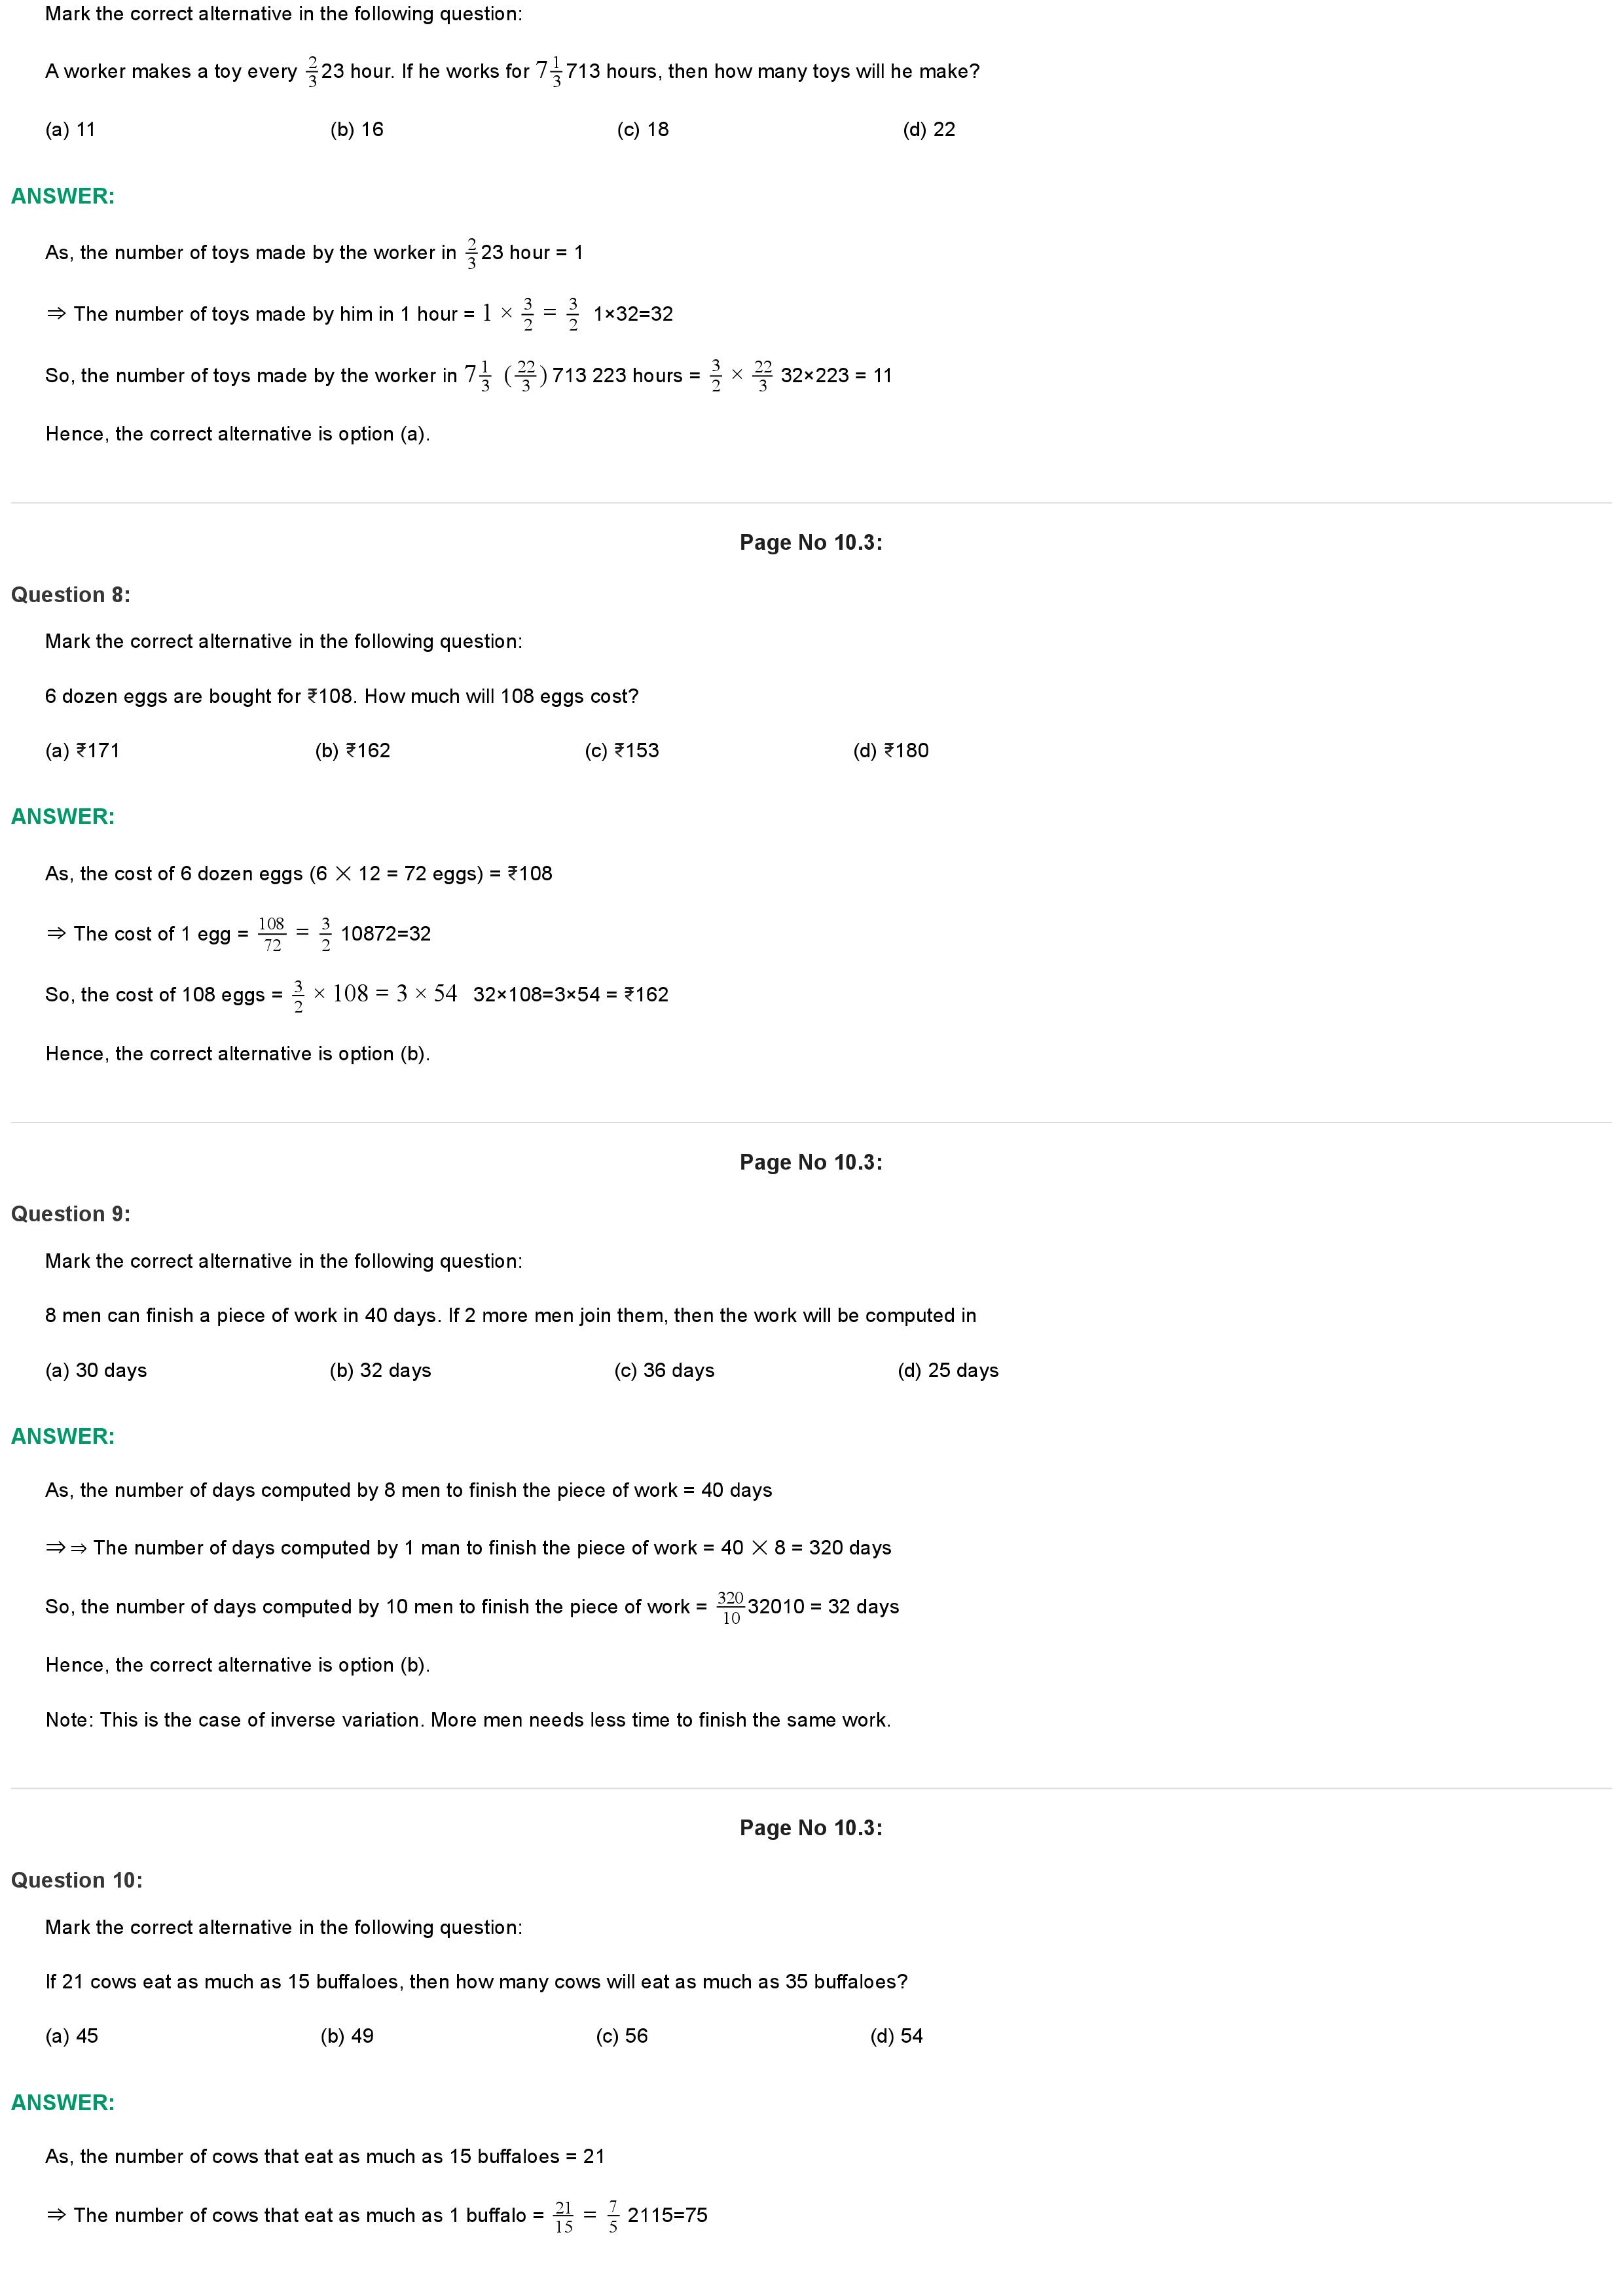 Mark the correct alternative in the following question:
A worker makes a toy every 2/3 23 hour. If he works for 7 1/3 713 hours, then how many toys will he make?
(a) 11 (b) 16 (c) 18 (d) 22
ANSWER:
As, the number of toys made by the worker in 2/3 23 hour = 1
⇒ The number of toys made by him in 1 hour = 1 × 3/2 = 3/2 1×32=32
So, the number of toys made by the worker in 7 1/3 (22/3) 713 223 hours = 3/2 × 22/3 32×223 = 11
Hence, the correct alternative is option (a).
Page No 10.3:
Question 8:
Mark the correct alternative in the following question:
6 dozen eggs are bought for ₹108. How much will 108 eggs cost?
(a) ₹171 (b) ₹162 (c) ₹153 (d) ₹180
ANSWER:
As, the cost of 6 dozen eggs (6 × 12 = 72 eggs) = ₹108
⇒ The cost of 1 egg = 108/72 = 3/2 10872=32
So, the cost of 108 eggs = 3/2 × 108 = 3 × 54 32×108=3×54 = ₹162
Hence, the correct alternative is option (b).
Page No 10.3:
Question 9:
Mark the correct alternative in the following question:
8 men can finish a piece of work in 40 days. If 2 more men join them, then the work will be computed in
(a) 30 days (b) 32 days (c) 36 days (d) 25 days
ANSWER:
As, the number of days computed by 8 men to finish the piece of work = 40 days
⇒⇒ The number of days computed by 1 man to finish the piece of work = 40 × 8 = 320 days
So, the number of days computed by 10 men to finish the piece of work = 320/10 32010 = 32 days
Hence, the correct alternative is option (b).
Note: This is the case of inverse variation. More men needs less time to finish the same work.
Page No 10.3:
Question 10:
Mark the correct alternative in the following question:
If 21 cows eat as much as 15 buffaloes, then how many cows will eat as much as 35 buffaloes?
(a) 45 (b) 49 (c) 56 (d) 54
ANSWER:
As, the number of cows that eat as much as 15 buffaloes = 21
⇒ The number of cows that eat as much as 1 buffalo = 21/15 = 7/5 2115=75